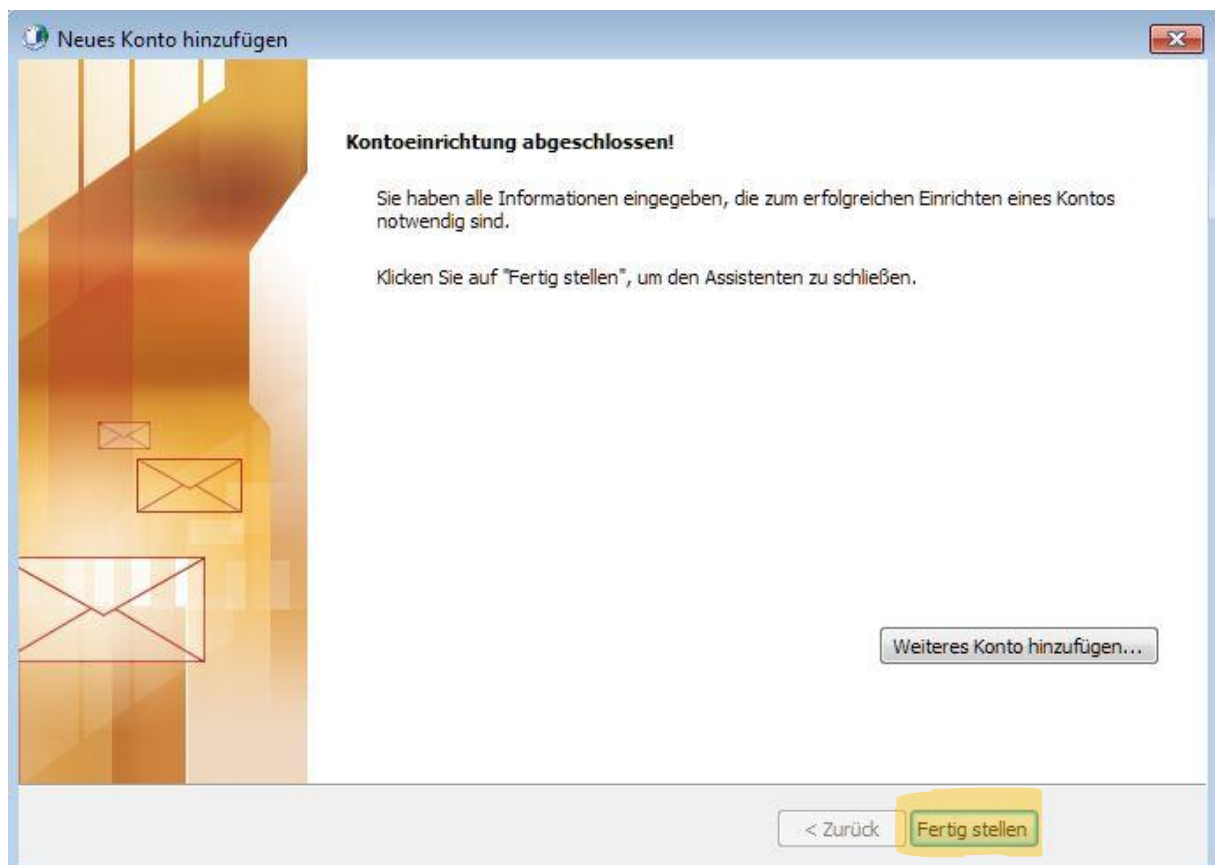 Neues Konto hinzufügen
Kontoeinrichtung abgeschlossen!
Sie haben alle Informationen eingegeben, die zum erfolgreichen Einrichten eines Kontos
notwendig sind.
Klicken Sie auf "Fertig stellen", um den Assistenten zu schließen.
Weiteres Konto hinzufügen...
< Zurück
Fertig stellen